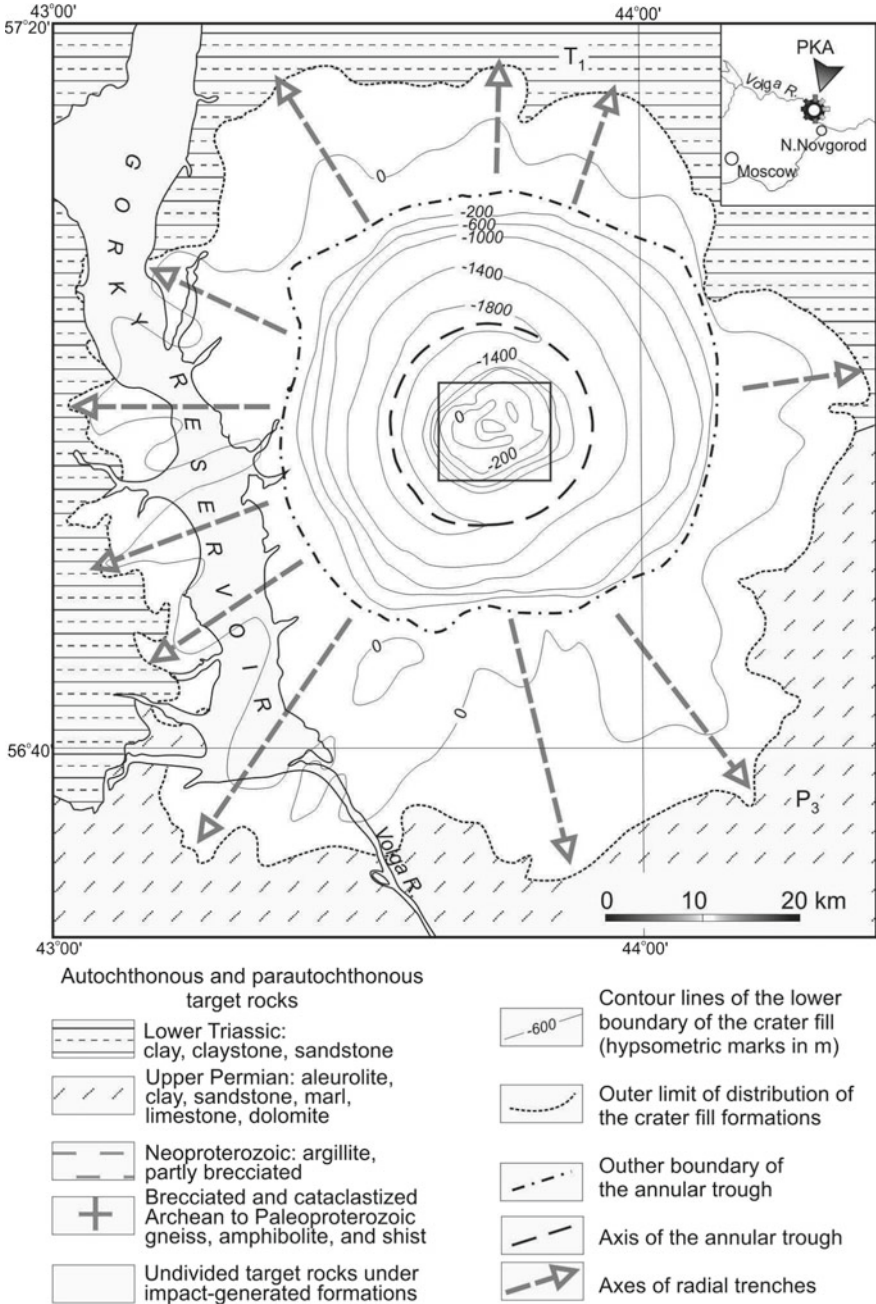 43°00'
44°00'
57°20'
T1
PKA
Volga R.
N.Novgorod
Moscow
GORKY RESERVOIR
0
-200
-600
-1000
-1400
-1800
-1400
0
-200
0
0
56°40'
P3
Volga R.
0 10 20 km
43°00'
44°00'
Autochthonous and parautochthonous
target rocks
Lower Triassic:
clay, claystone, sandstone
Upper Permian: aleurolite,
clay, sandstone, marl,
limestone, dolomite
Neoproterozoic: argillite,
partly brecciated
Brecciated and cataclastized
Archean to Paleoproterozoic
gneiss, amphibolite, and shist
Undivided target rocks under
impact-generated formations
-600
Contour lines of the lower
boundary of the crater fill
(hypsometric marks in m)
Outer limit of distribution of
the crater fill formations
Outher boundary of
the annular trough
Axis of the annular trough
Axes of radial trenches